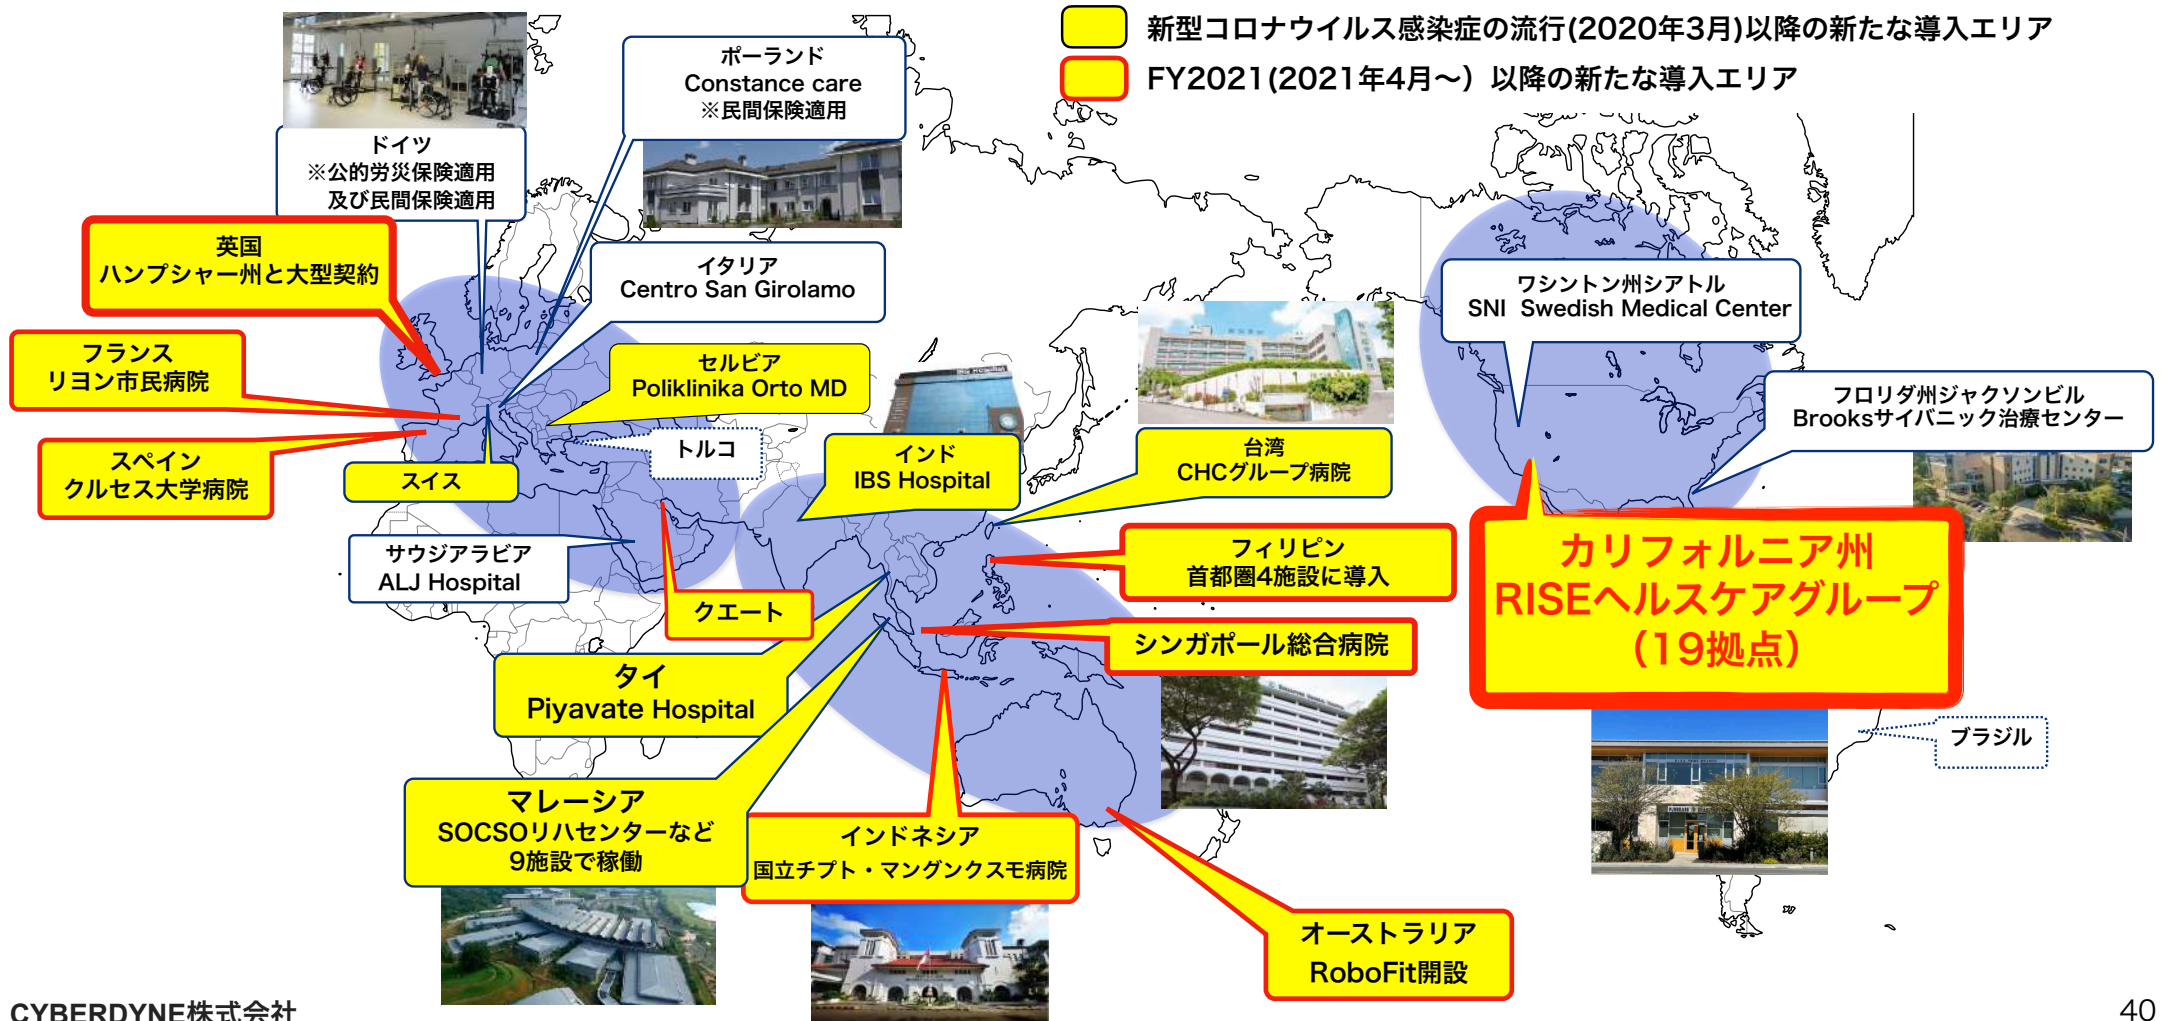 新型コロナウイルス感染症の流行(2020年3月)以降の新たな導入エリア
FY2021(2021年4月〜）以降の新たな導入エリア
ポーランド
Constance care
※民間保険適用
ドイツ
※公的労災保険適用
及び民間保険適用
英国
ハンプシャー州と大型契約
イタリア
Centro San Girolamo
ワシントン州シアトル
SNI Swedish Medical Center
フランス
リヨン市民病院
セルビア
Poliklinika Orto MD
IBS Hospital
フロリダ州ジャクソンビル
Brooksサイバニック治療センター
スペイン
クルセス大学病院
スイス
トルコ
インド
IBS Hospital
台湾
CHCグループ病院
サウジアラビア
ALJ Hospital
クエート
フィリピン
首都圏4施設に導入
カリフォルニア州
RISEヘルスケアグループ
（19拠点）
シンガポール総合病院
タイ
Piyavate Hospital
ブラジル
マレーシア
SOCSOリハセンターなど
9施設で稼働
インドネシア
国立チプト・マングンクスモ病院
オーストラリア
RoboFit開設
CYBERDYNE株式会社
40